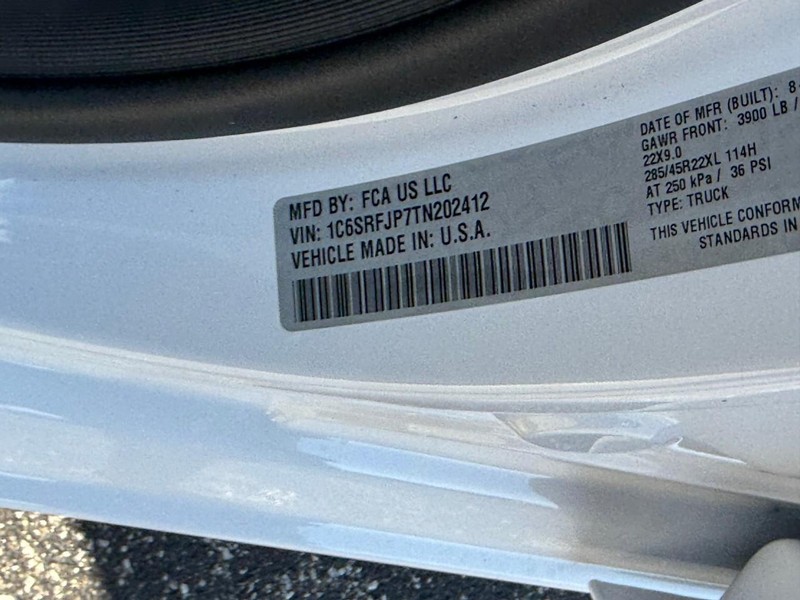 MFD BY: FCA US LLC
VIN: 1C6SRFJP7TN202412
VEHICLE MADE IN: U.S.A.
DATE OF MFR (BUILT): 8-
GAWR FRONT: 3900 LB /
22X9.0
285/45R22XL 114H
AT 250 kPa / 36 PSI
TYPE: TRUCK
THIS VEHICLE CONFORM
STANDARDS IN